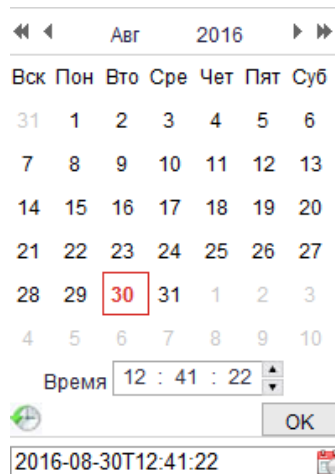 Авг 2016
Вск Пон Вто Сре Чет Пят Суб
31 1 2 3 4 5 6
7 8 9 10 11 12 13
14 15 16 17 18 19 20
21 22 23 24 25 26 27
28 29 30 31 1 2 3
4 5 6 7 8 9 10
Время 12 : 41 : 22
OK
2016-08-30T12:41:22